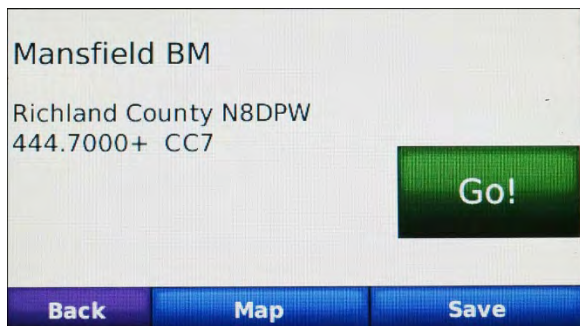 Mansfield BM
Richland County N8DPW
444.7000+ CC7
Go!
Back
Map
Save